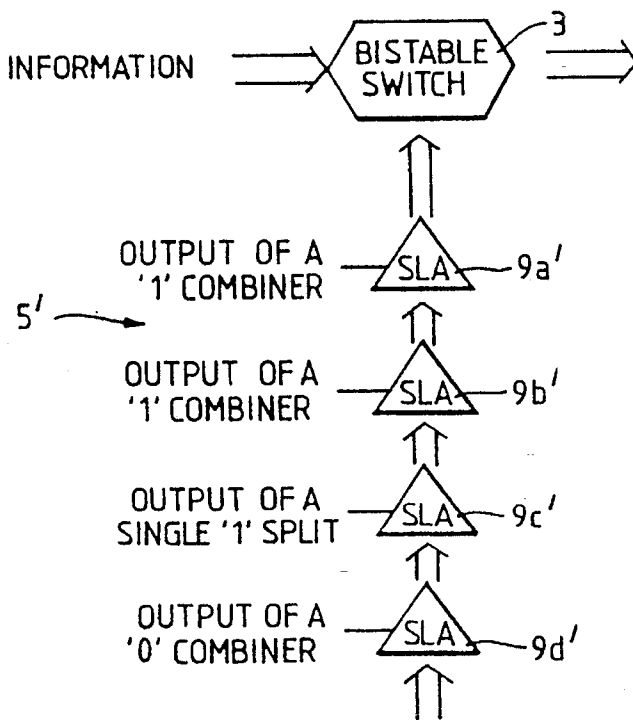 INFORMATION
BISTABLE
SWITCH
3
OUTPUT OF A
'1' COMBINER
SLA
9a'
5'
OUTPUT OF A
'1' COMBINER
SLA
9b'
OUTPUT OF A
SINGLE '1' SPLIT
SLA
9c'
OUTPUT OF A
'0' COMBINER
SLA
9d'